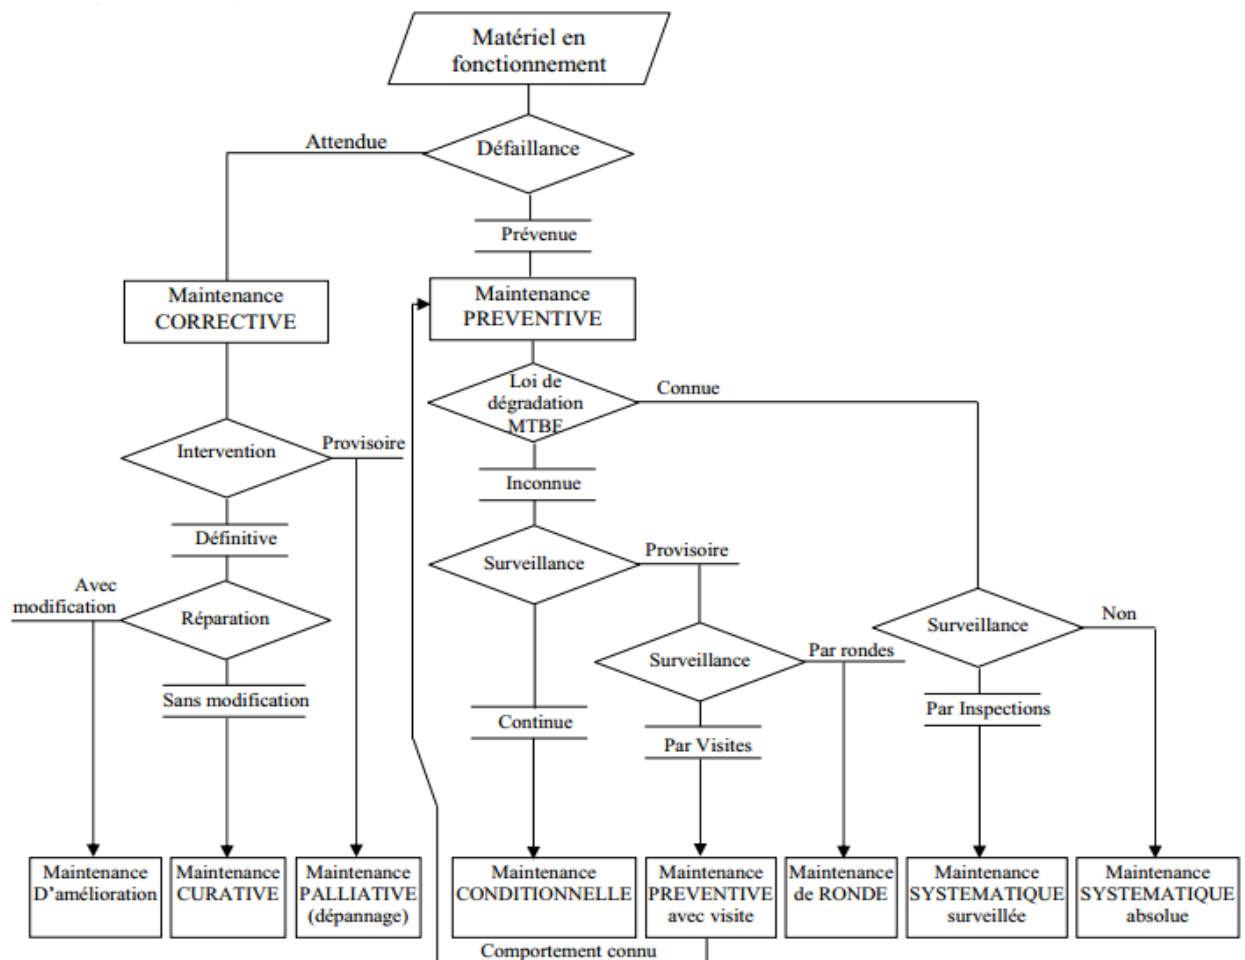 Matériel en
fonctionnement
Attendue
Défaillance
Prévenue
Maintenance
CORRECTIVE
Maintenance
PREVENTIVE
Loi de
dégradation
MTBF
Connue
Intervention
Provisoire
Inconnue
Définitive
Surveillance
Provisoire
Avec
modification
Réparation
Surveillance
Non
Surveillance
Par rondes
Sans modification
Continue
Par Inspections
Par Visites
Maintenance
D'amélioration
Maintenance
CURATIVE
Maintenance
PALLIATIVE
(dépannage)
Maintenance
CONDITIONNELLE
Maintenance
PREVENTIVE
avec visite
Maintenance
de RONDE
Maintenance
SYSTEMATIQUE
surveillée
Maintenance
SYSTEMATIQUE
absolue
Comportement connu